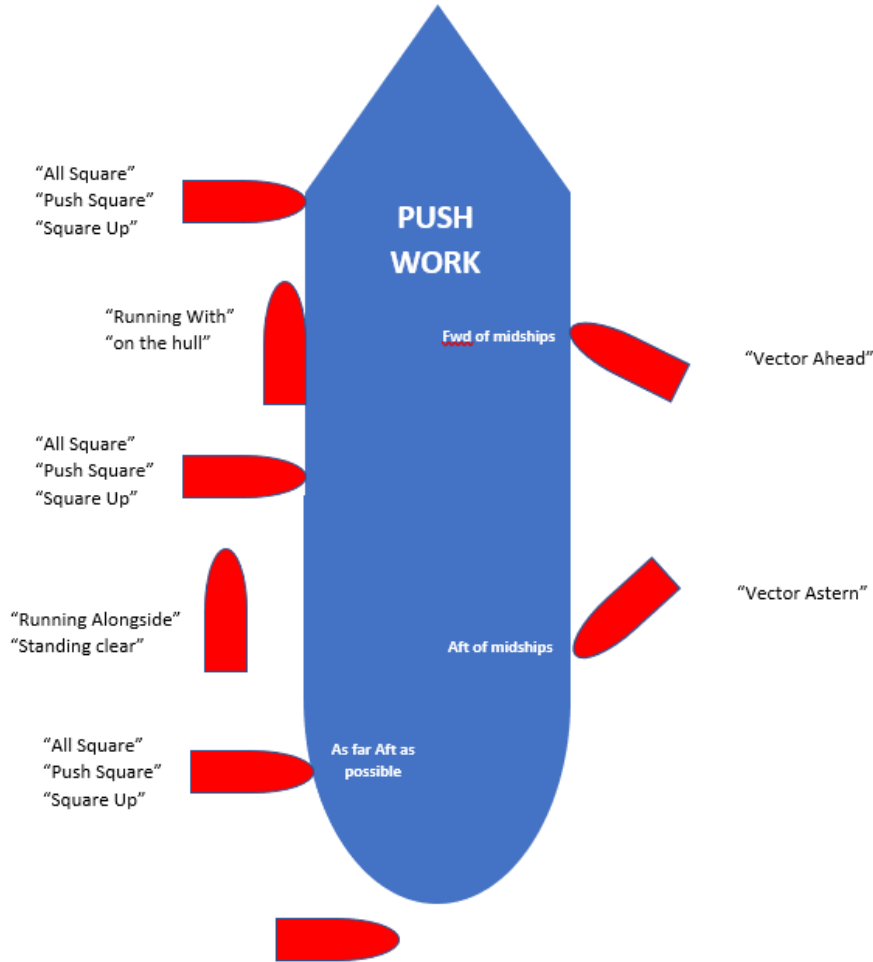 “All Square”
“Push Square”
“Square Up”
PUSH
WORK
“Running With”
“on the hull”
Fwd of midships
“Vector Ahead”
“All Square”
“Push Square”
“Square Up”
“Running Alongside”
“Standing clear”
“Vector Astern”
Aft of midships
“All Square”
“Push Square”
“Square Up”
As far Aft as
possible